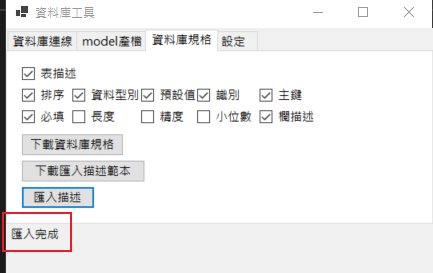 資料庫工具
資料庫連線 model產檔 資料庫規格 設定
表描述
排序 資料型別 預設值 識別 主鍵
必填 長度 精度 小位數 欄描述
下載資料庫規格
下載匯入描述範本
匯入描述
匯入完成